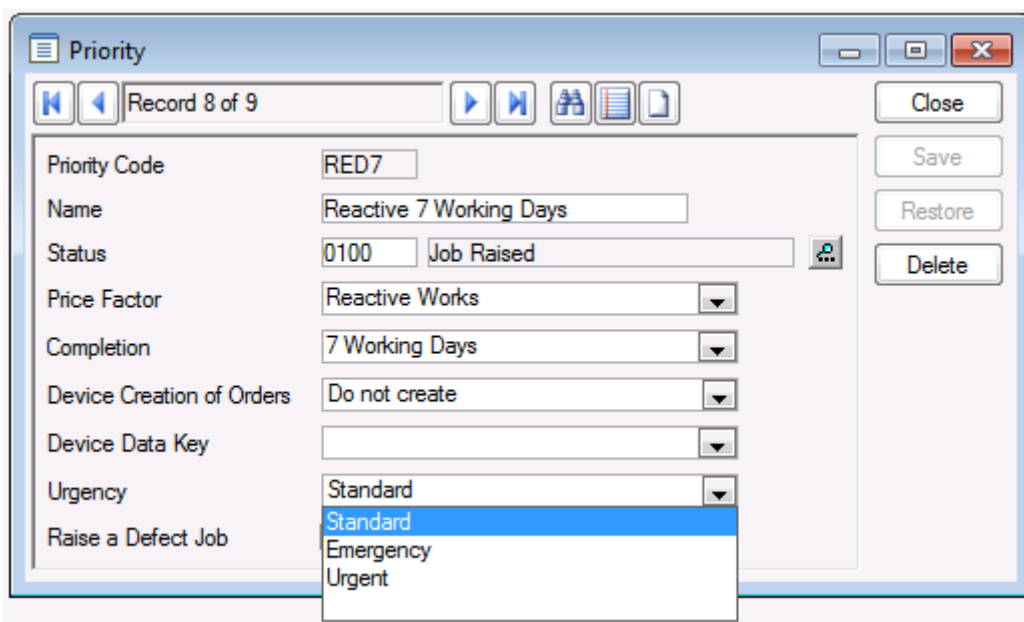 Priority
Record 8 of 9
Close
Priority Code RED7
Save
Name Reactive 7 Working Days
Restore
Status 0100 Job Raised
Delete
Price Factor Reactive Works
Completion 7 Working Days
Device Creation of Orders Do not create
Device Data Key
Urgency Standard
Standard
Raise a Defect Job
Emergency
Urgent